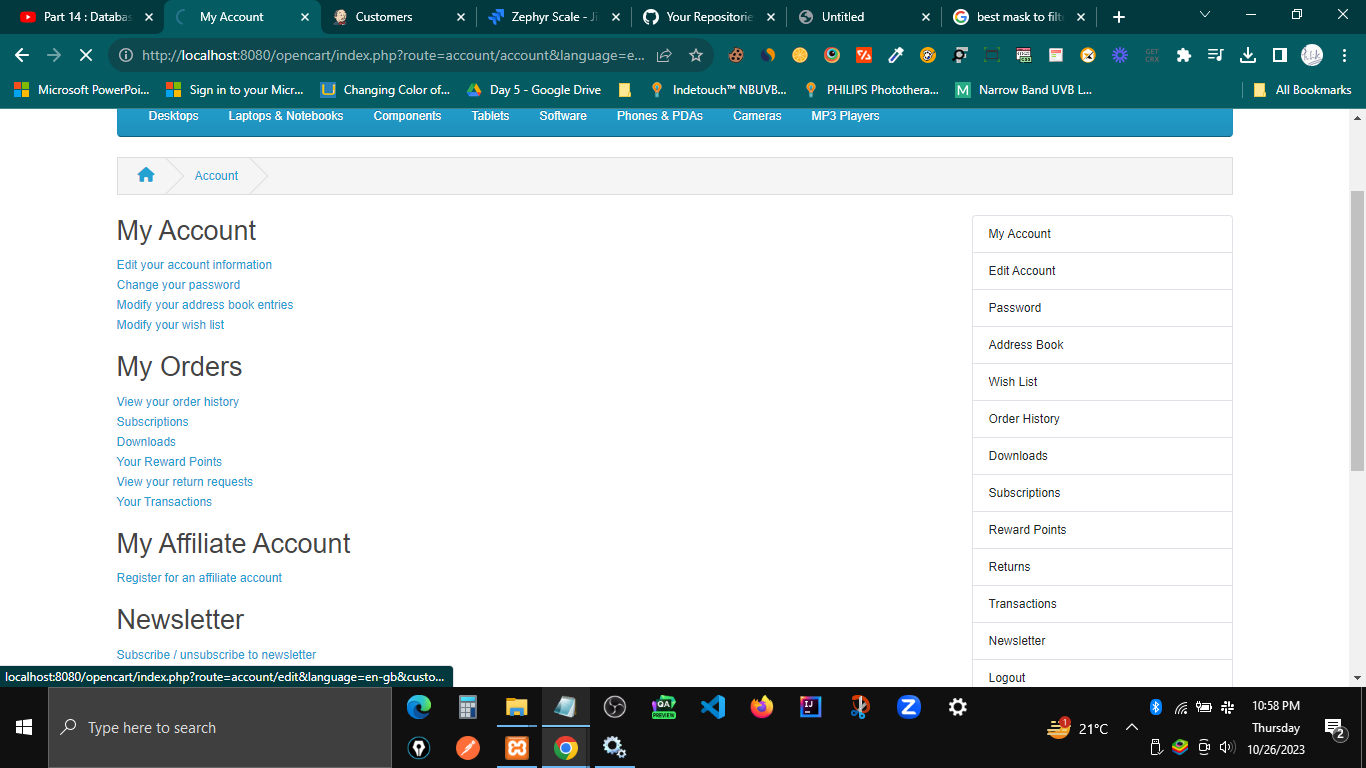 Part 14 : Databas
My Account
Customers
Zephyr Scale - Ji
Your Repositorie
Untitled
best mask to filt
http://localhost:8080/opencart/index.php?route=account/account&language=e...
GET
CRX
Microsoft PowerPoi...
Sign in to your Micr...
Changing Color of...
Day 5 - Google Drive
Indetouch™ NBUVB...
PHILIPS Photothera...
Narrow Band UVB L...
All Bookmarks
Desktops
Laptops & Notebooks
Components
Tablets
Software
Phones & PDAs
Cameras
MP3 Players
Account
My Account
Edit your account information
Change your password
Modify your address book entries
Modify your wish list
My Orders
View your order history
Subscriptions
Downloads
Your Reward Points
View your return requests
Your Transactions
My Affiliate Account
Register for an affiliate account
Newsletter
Subscribe / unsubscribe to newsletter
My Account
Edit Account
Password
Address Book
Wish List
Order History
Downloads
Subscriptions
Reward Points
Returns
Transactions
Newsletter
Logout
localhost:8080/opencart/index.php?route=account/edit&language=en-gb&custo...
Type here to search
QA
PREVIEW
IJ
Z
1
21°C
10:58 PM
Thursday
10/26/2023
2